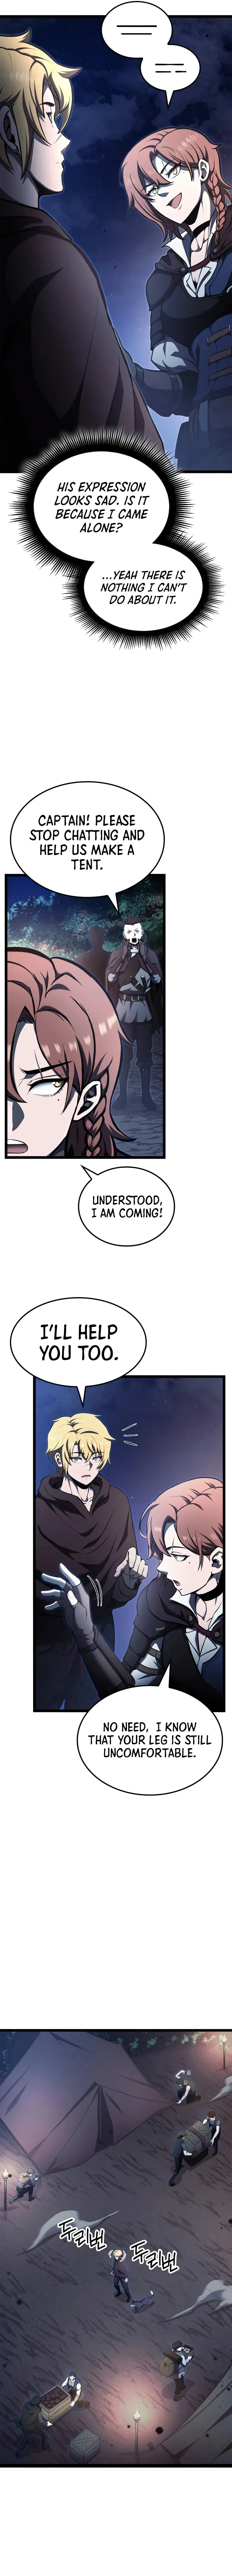 HIS EXPRESSION
LOOKS SAD. IS IT
BECAUSE I CAME
ALONE?
...YEAH THERE IS
NOTHING I CAN'T
DO ABOUT IT.
CAPTAIN! PLEASE
STOP CHATTING AND
HELP US MAKE A
TENT.
UNDERSTOOD,
I AM COMING!
I'LL HELP
YOU TOO.
NO NEED, I KNOW
THAT YOUR LEG IS STILL
UNCOMFORTABLE.
두리번
두리번